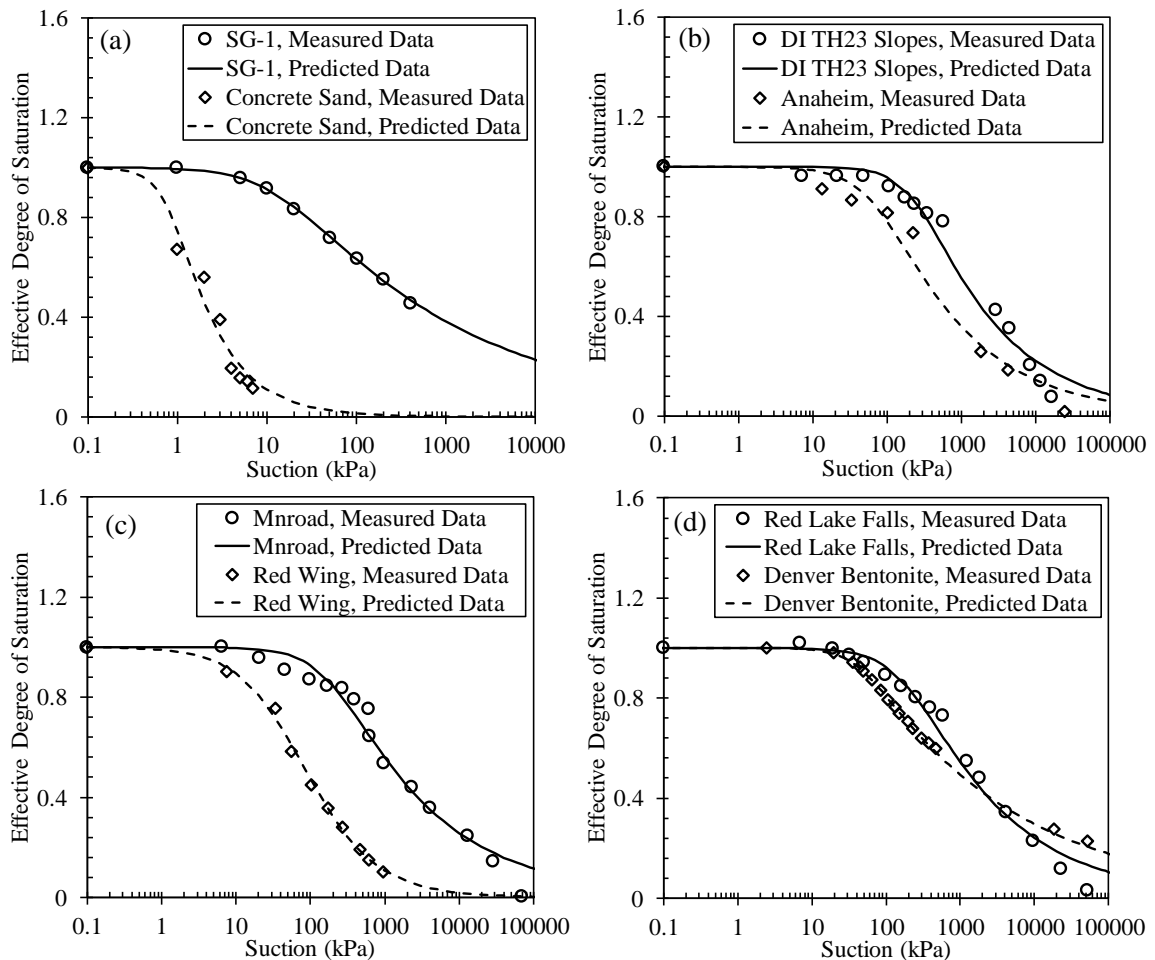 (a)
SG-1, Measured Data
SG-1, Predicted Data
Concrete Sand, Measured Data
Concrete Sand, Predicted Data
Effective Degree of Saturation
1.6
1.2
0.8
0.4
0
0.1 1 10 100 1000 10000
Suction (kPa)
(b)
DI TH23 Slopes, Measured Data
DI TH23 Slopes, Predicted Data
Anaheim, Measured Data
Anaheim, Predicted Data
Effective Degree of Saturation
1.6
1.2
0.8
0.4
0
0.1 1 10 100 1000 10000 100000
Suction (kPa)
(c)
Mnroad, Measured Data
Mnroad, Predicted Data
Red Wing, Measured Data
Red Wing, Predicted Data
Effective Degree of Saturation
1.6
1.2
0.8
0.4
0
0.1 1 10 100 1000 10000 100000
Suction (kPa)
(d)
Red Lake Falls, Measured Data
Red Lake Falls, Predicted Data
Denver Bentonite, Measured Data
Denver Bentonite, Predicted Data
Effective Degree of Saturation
1.6
1.2
0.8
0.4
0
0.1 1 10 100 1000 10000 100000
Suction (kPa)